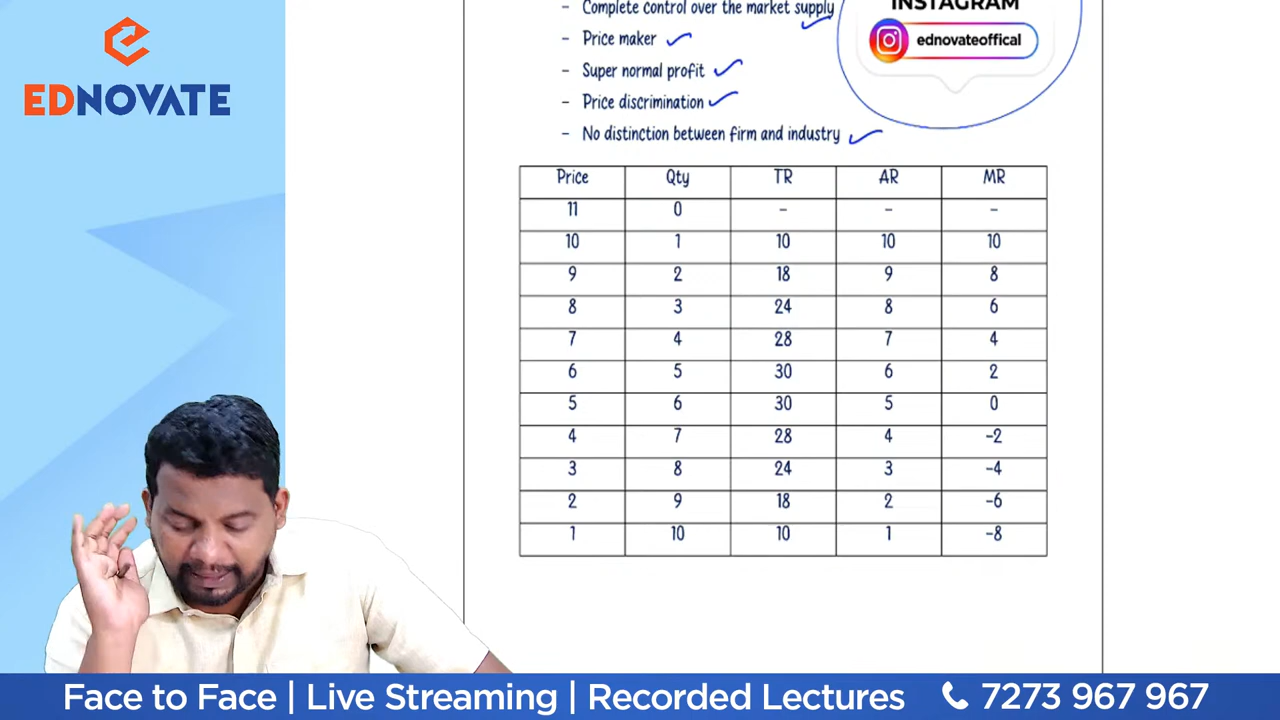 EDNOVATE
- Complete control over the market supply
- Price maker
- Super normal profit
- Price discrimination
- No distinction between firm and industry
INSTAGRAM
ednovateoffical
Price Qty TR AR MR
11 0 - - -
10 1 10 10 10
9 2 18 9 8
8 3 24 8 6
7 4 28 7 4
6 5 30 6 2
5 6 30 5 0
4 7 28 4 -2
3 8 24 3 -4
2 9 18 2 -6
1 10 10 1 -8
Face to Face | Live Streaming | Recorded Lectures 7273 967 967